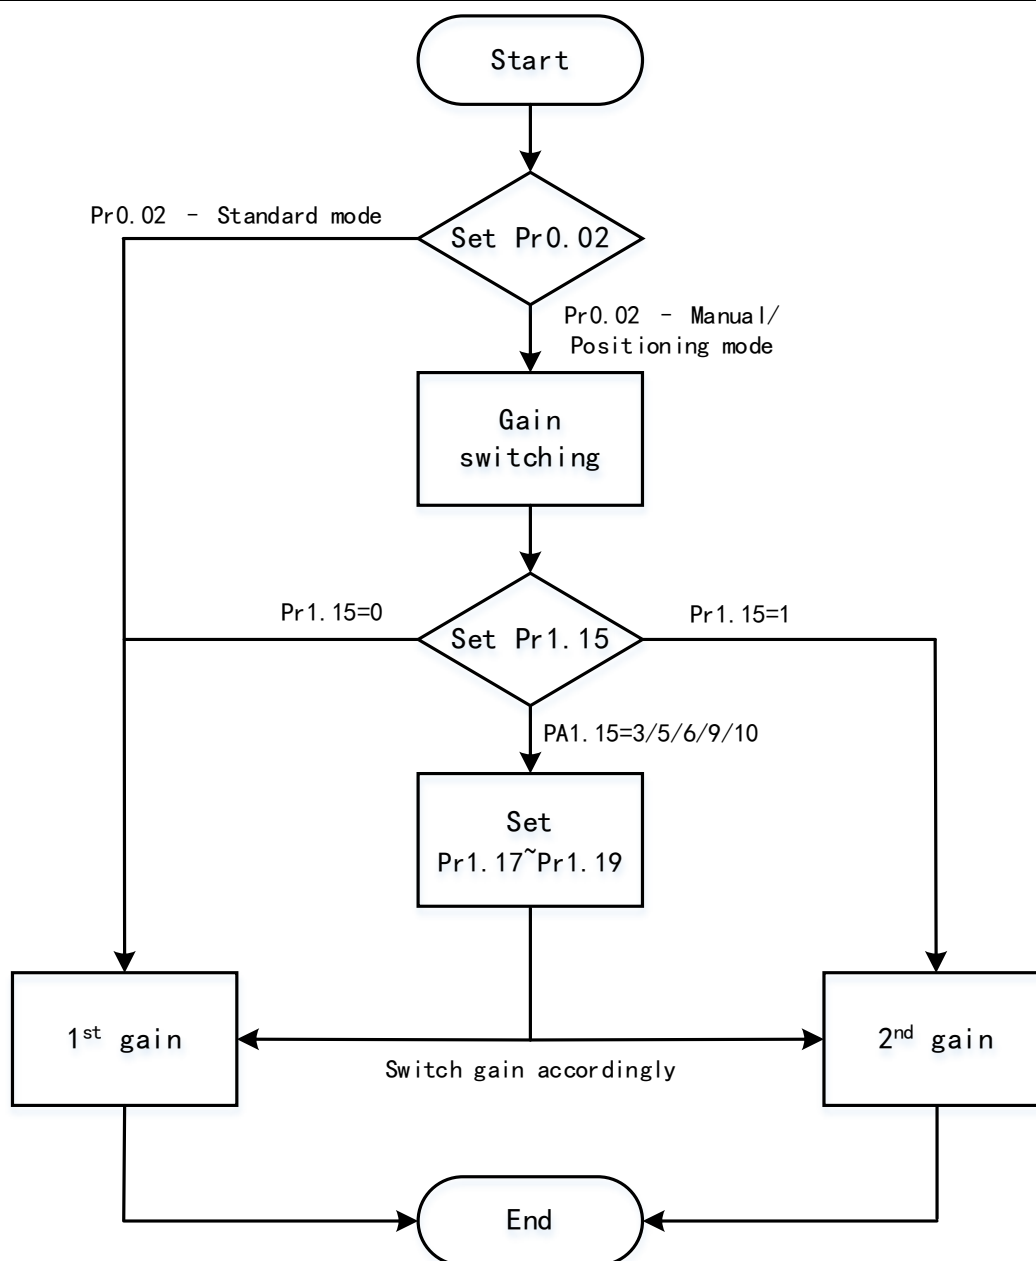 Start
Pr0.02 - Standard mode
Set Pr0.02
Pr0.02 - Manual/
Positioning mode
Gain
switching
Pr1.15=0
Set Pr1.15
Pr1.15=1
PA1.15=3/5/6/9/10
Set
Pr1.17~Pr1.19
1st gain
2nd gain
Switch gain accordingly
End